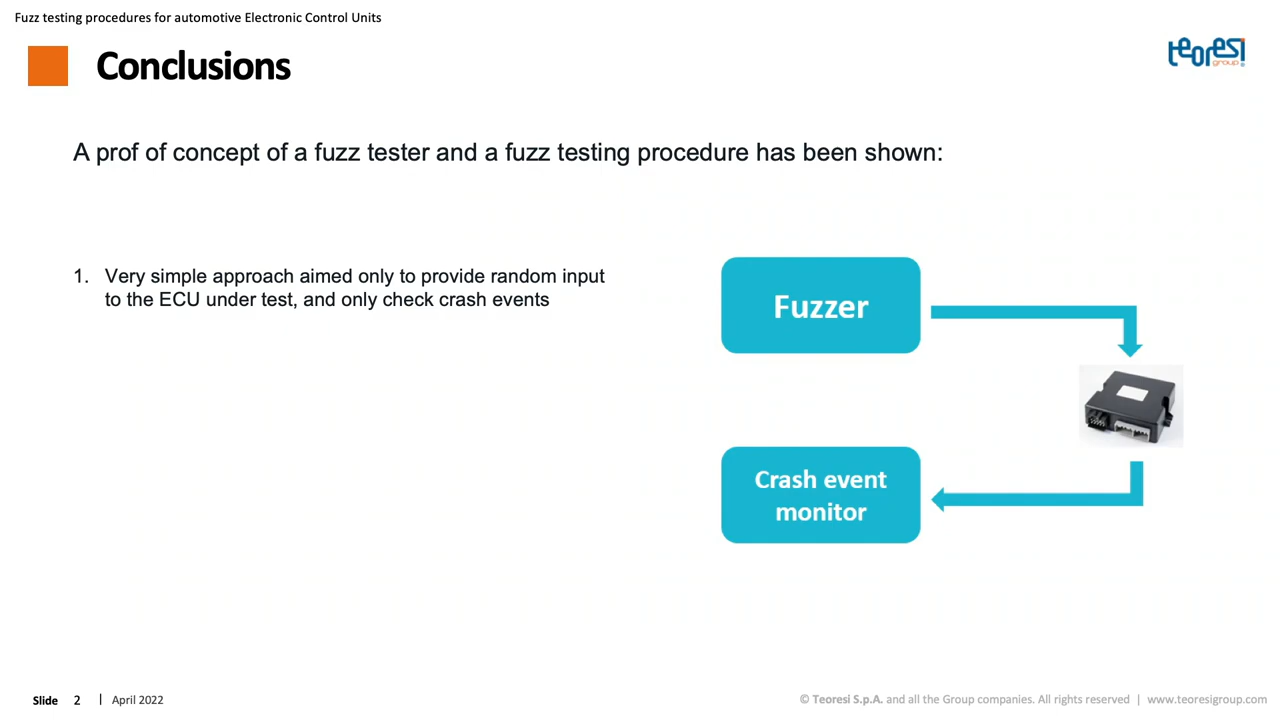 Fuzz testing procedures for automotive Electronic Control Units
Conclusions
teoresi
group
A prof of concept of a fuzz tester and a fuzz testing procedure has been shown:
1. Very simple approach aimed only to provide random input
to the ECU under test, and only check crash events
Fuzzer
Crash event
monitor
Slide 2 | April 2022
© Teoresi S.p.A. and all the Group companies. All rights reserved | www.teoresigroup.com